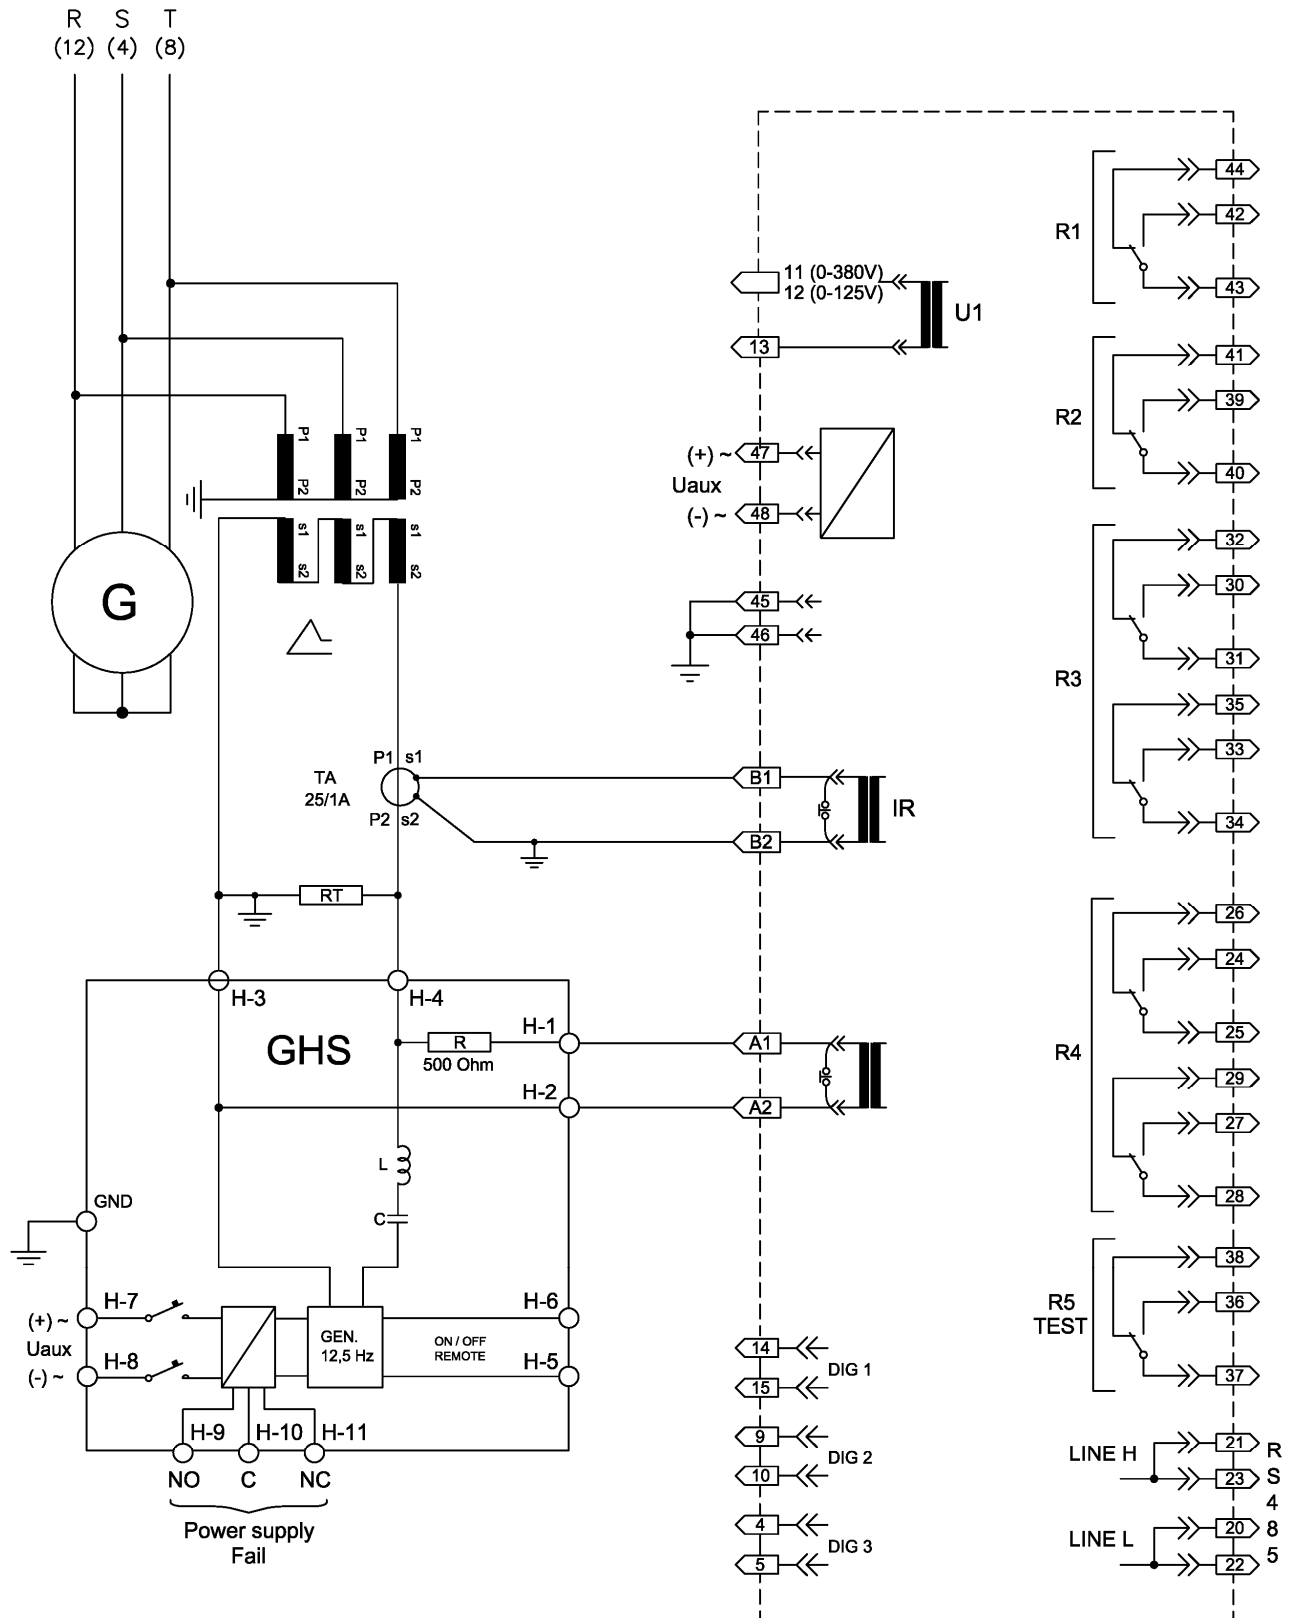 R S T
(12) (4) (8)
44
42
R1
43
11 (0-380V)
12 (0-125V)
U1
13
41
39
R2
40
P1 P1 P1
P2 P2 P2
s1 s1 s1
s2 s2 s2
(+) ~ 47
Uaux
(-) ~ 48
32
30
31
R3
35
33
34
G
45
46
P1 s1
TA
25/1A
P2 s2
B1
IR
B2
RT
26
24
25
R4
29
27
28
H-3 H-4
GHS
R
500 Ohm
H-1
A1
H-2
A2
L
C
GND
38
R5
TEST
36
37
H-7
(+) ~
Uaux
(-) ~
H-8
GEN.
12,5 Hz
ON / OFF
REMOTE
H-6
H-5
14
DIG 1
15
H-9 H-10 H-11
NO C NC
Power supply
Fail
9
DIG 2
10
4
DIG 3
5
LINE H
21
23
LINE L
20
22
R
S
4
8
5